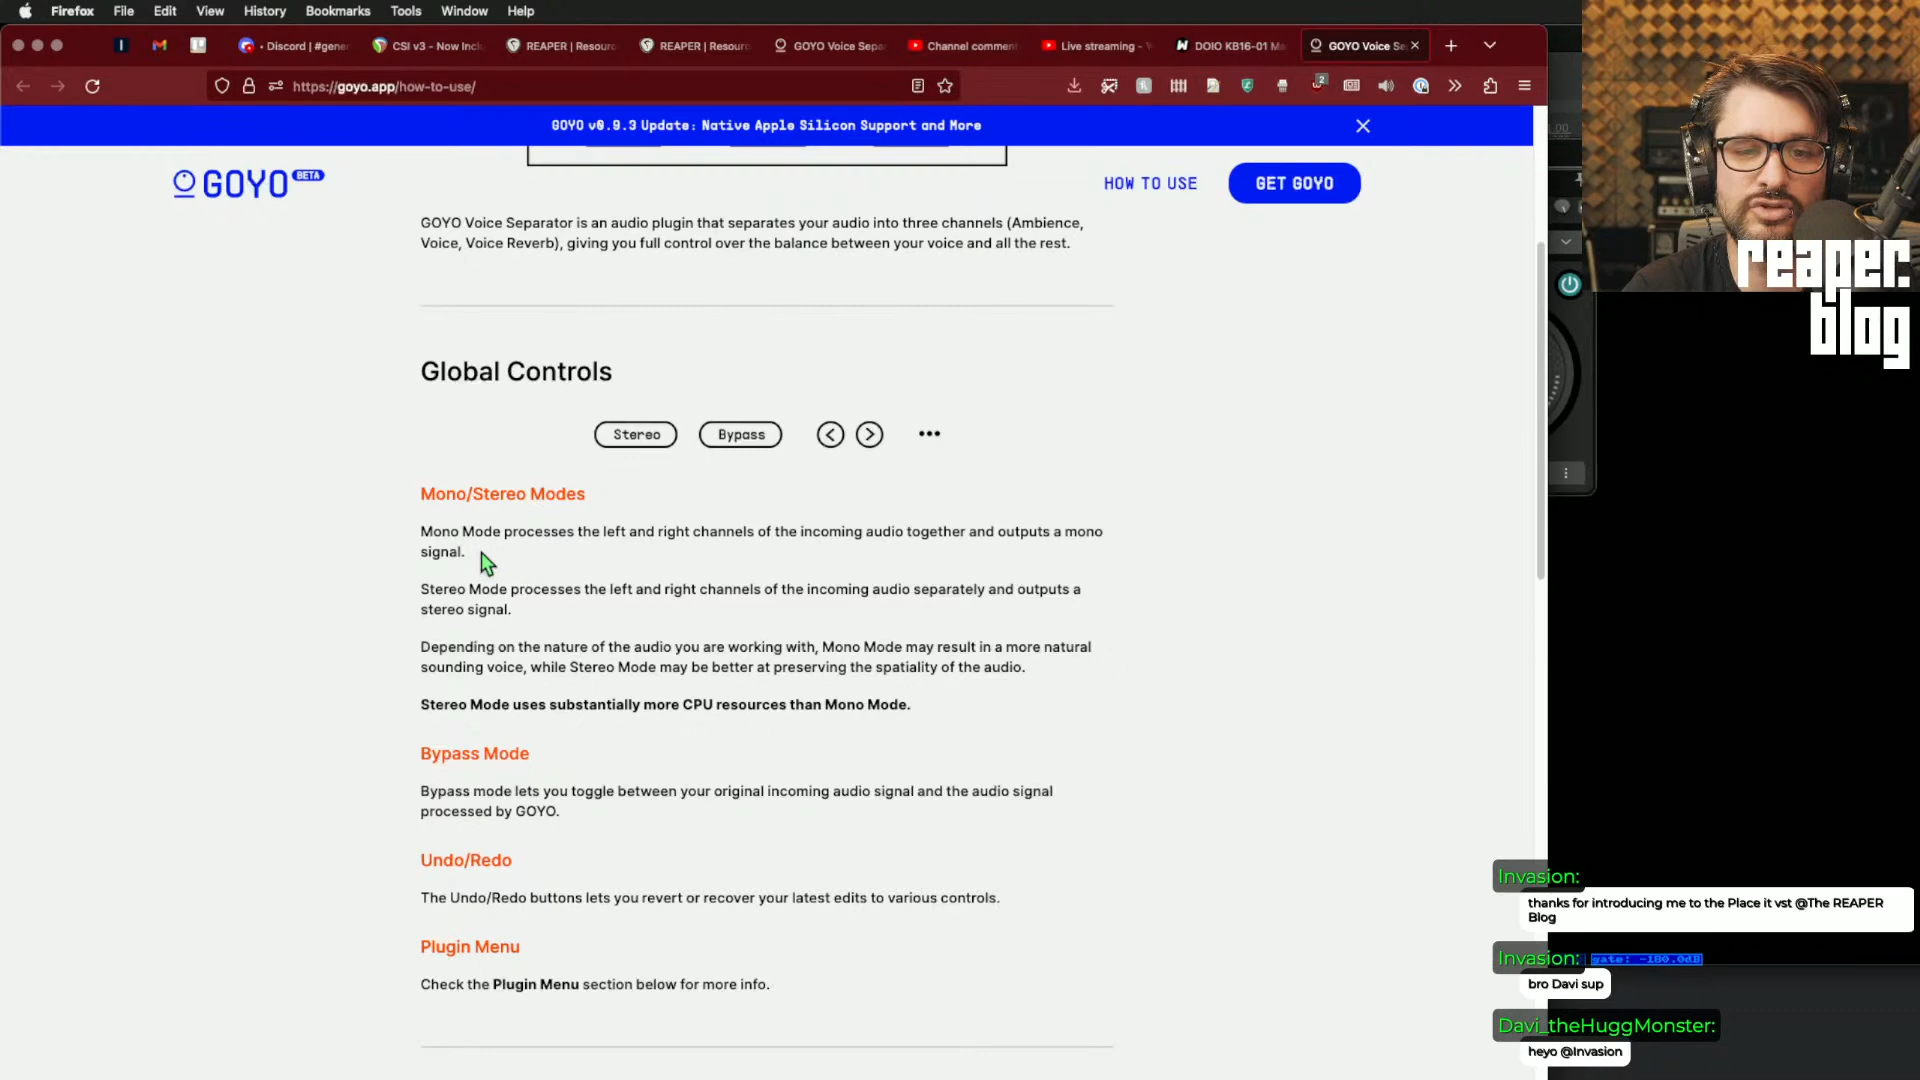 Firefox File Edit View History Bookmarks Tools Window Help
• Discord | #gene
CSI v3 - Now Incl
REAPER | Resourc
REAPER | Resourc
GOYO Voice Sepa
Channel comment
Live streaming - Y
DOIO KB16-01 Ma
GOYO Voice Se
https://goyo.app/how-to-use/
2
GOYO v0.9.3 Update: Native Apple Silicon Support and More
GOYO BETA
HOW TO USE
GET GOYO
GOYO Voice Separator is an audio plugin that separates your audio into three channels (Ambience,
Voice, Voice Reverb), giving you full control over the balance between your voice and all the rest.
Global Controls
Stereo
Bypass
•••
Mono/Stereo Modes
Mono Mode processes the left and right channels of the incoming audio together and outputs a mono
signal.
Stereo Mode processes the left and right channels of the incoming audio separately and outputs a
stereo signal.
Depending on the nature of the audio you are working with, Mono Mode may result in a more natural
sounding voice, while Stereo Mode may be better at preserving the spatiality of the audio.
Stereo Mode uses substantially more CPU resources than Mono Mode.
Bypass Mode
Bypass mode lets you toggle between your original incoming audio signal and the audio signal
processed by GOYO.
Undo/Redo
The Undo/Redo buttons lets you revert or recover your latest edits to various controls.
Plugin Menu
Check the Plugin Menu section below for more info.
reaper.
blog
Invasion:
thanks for introducing me to the Place it vst @The REAPER
Blog
Invasion:
gate: -180.0dB
bro Davi sup
Davi_theHuggMonster:
heyo @Invasion